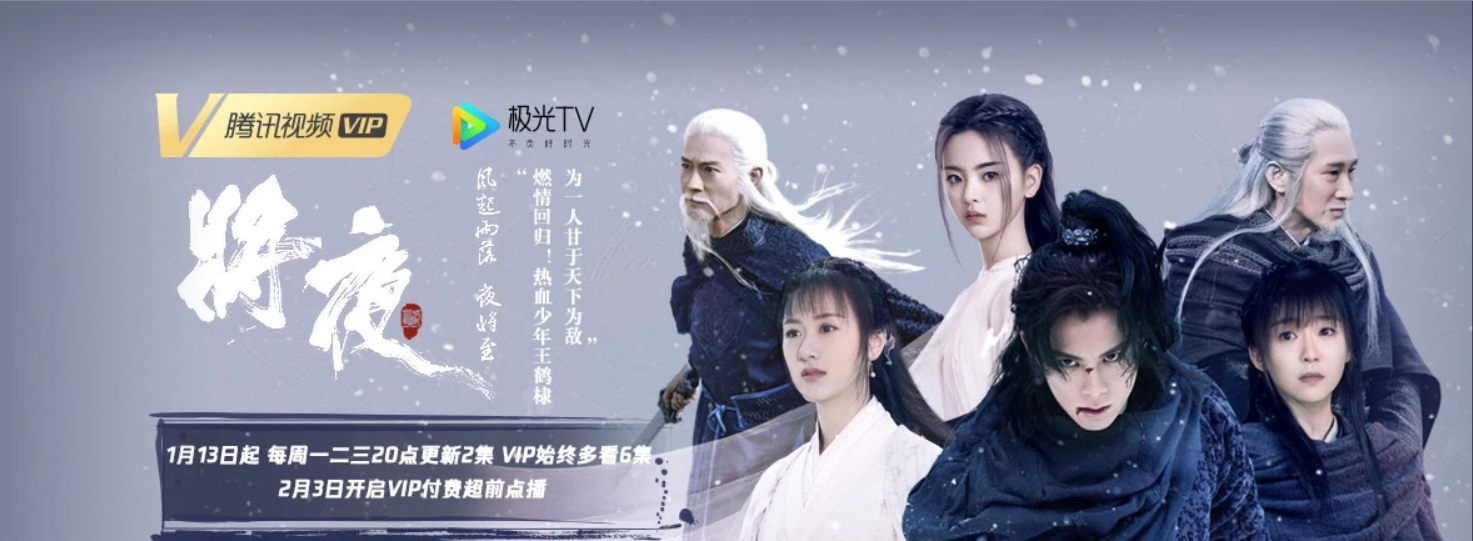 腾讯视频 VIP
极光TV
不负好时光
将夜
风起雨落 夜将至
“燃情回归！热血少年王鹤棣
为一人甘于天下为敌”
1月13日起 每周一二三20点更新2集 VIP始终多看6集
2月3日开启VIP付费超前点播